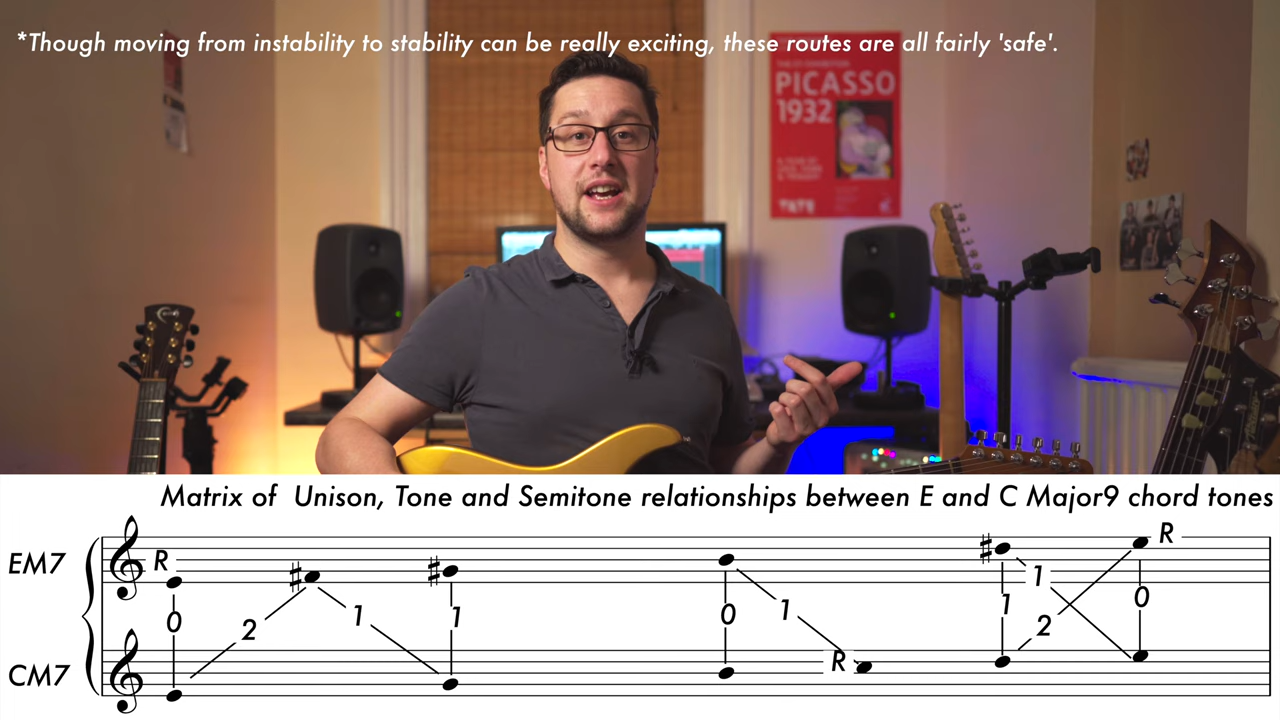 *Though moving from instability to stability can be really exciting, these routes are all fairly 'safe'.
PICASSO
1932
TATE
Matrix of Unison, Tone and Semitone relationships between E and C Major9 chord tones
EM7
R
R
0
2
1
1
0
1
1
1
2
0
CM7
R